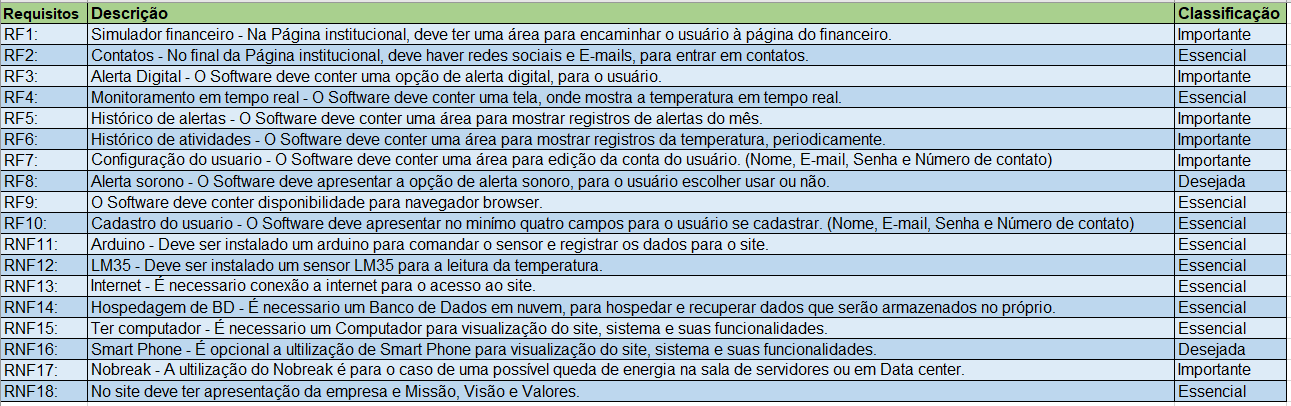 Requisitos Descrição Classificação
RF1: Simulador financeiro - Na Página institucional, deve ter uma área para encaminhar o usuário à página do financeiro. Importante
RF2: Contatos - No final da Página institucional, deve haver redes sociais e E-mails, para entrar em contatos. Essencial
RF3: Alerta Digital - O Software deve conter uma opção de alerta digital, para o usuário. Importante
RF4: Monitoramento em tempo real - O Software deve conter uma tela, onde mostra a temperatura em tempo real. Essencial
RF5: Histórico de alertas - O Software deve conter uma área para mostrar registros de alertas do mês. Importante
RF6: Histórico de atividades - O Software deve conter uma área para mostrar registros da temperatura, periodicamente. Importante
RF7: Configuração do usuario - O Software deve conter uma área para edição da conta do usuário. (Nome, E-mail, Senha e Número de contato) Importante
RF8: Alerta sorono - O Software deve apresentar a opção de alerta sonoro, para o usuário escolher usar ou não. Desejada
RF9: O Software deve conter disponibilidade para navegador browser. Essencial
RF10: Cadastro do usuario - O Software deve apresentar no minímo quatro campos para o usuário se cadastrar. (Nome, E-mail, Senha e Número de contato) Essencial
RNF11: Arduino - Deve ser instalado um arduino para comandar o sensor e registrar os dados para o site. Essencial
RNF12: LM35 - Deve ser instalado um sensor LM35 para a leitura da temperatura. Essencial
RNF13: Internet - É necessario conexão a internet para o acesso ao site. Essencial
RNF14: Hospedagem de BD - É necessario um Banco de Dados em nuvem, para hospedar e recuperar dados que serão armazenados no próprio. Essencial
RNF15: Ter computador - É necessario um Computador para visualização do site, sistema e suas funcionalidades. Essencial
RNF16: Smart Phone - É opcional a ultilização de Smart Phone para visualização do site, sistema e suas funcionalidades. Desejada
RNF17: Nobreak - A ultilização do Nobreak é para o caso de uma possível queda de energia na sala de servidores ou em Data center. Importante
RNF18: No site deve ter apresentação da empresa e Missão, Visão e Valores. Essencial